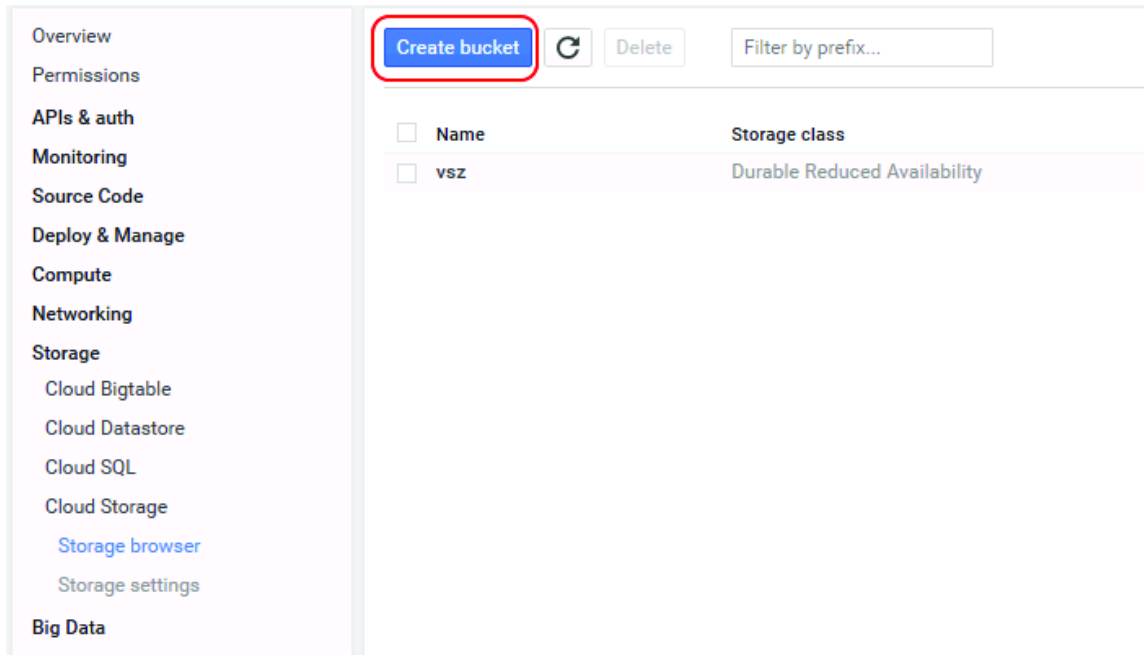 Overview
Permissions
APIs & auth
Monitoring
Source Code
Deploy & Manage
Compute
Networking
Storage
Cloud Bigtable
Cloud Datastore
Cloud SQL
Cloud Storage
Storage browser
Storage settings
Big Data
Create bucket Delete Filter by prefix...
Name Storage class
vsz Durable Reduced Availability